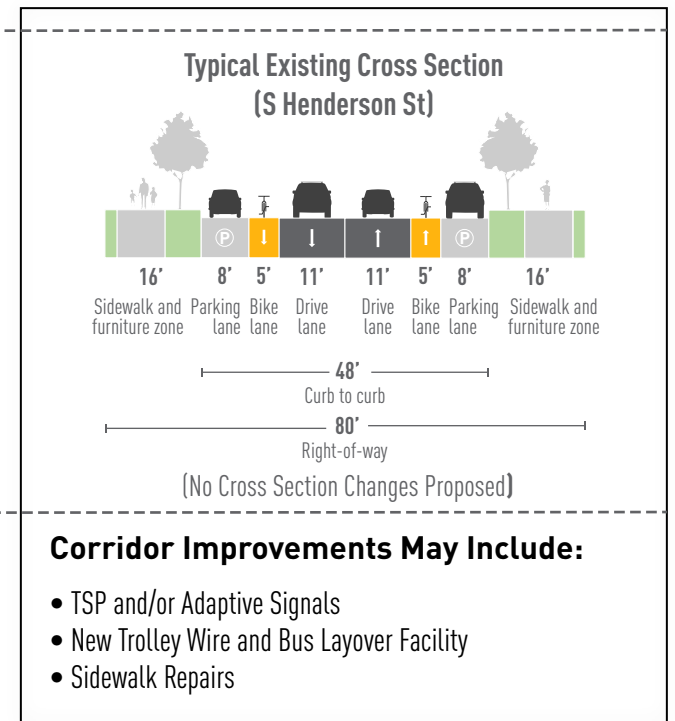 Typical Existing Cross Section
(S Henderson St)
P P
16’ 8’ 5’ 11’ 11’ 5’ 8’ 16’
Sidewalk and Parking Bike Drive Drive Bike Parking Sidewalk and
furniture zone lane lane lane lane lane lane furniture zone
48’
Curb to curb
80’
Right-of-way
(No Cross Section Changes Proposed)
Corridor Improvements May Include:
• TSP and/or Adaptive Signals
• New Trolley Wire and Bus Layover Facility
• Sidewalk Repairs